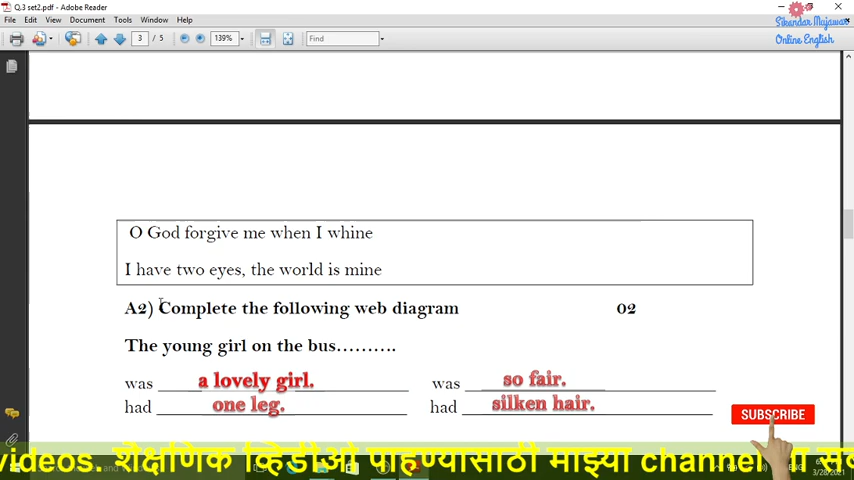 Q.3 set2.pdf - Adobe Reader
File Edit View Document Tools Window Help
Sikandar Majawar
Online English
3 / 5 139% Find
O God forgive me when I whine
I have two eyes, the world is mine
A2) Complete the following web diagram 02
The young girl on the bus……….
was a lovely girl. was so fair.
had one leg. had silken hair.
SUBSCRIBE
videos. शैक्षणिक व्हिडीओ पाहण्यासाठी माझ्या channel
3/28/2021